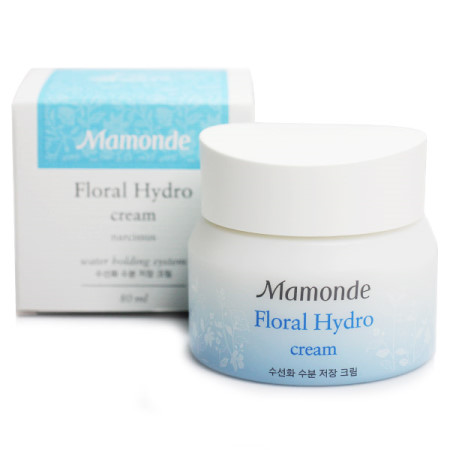 Mamonde
Floral Hydro
cream
narcissus
water holding system
수선화 수분 저장 크림
80 ml
Mamonde
Floral Hydro
cream
수선화 수분 저장 크림